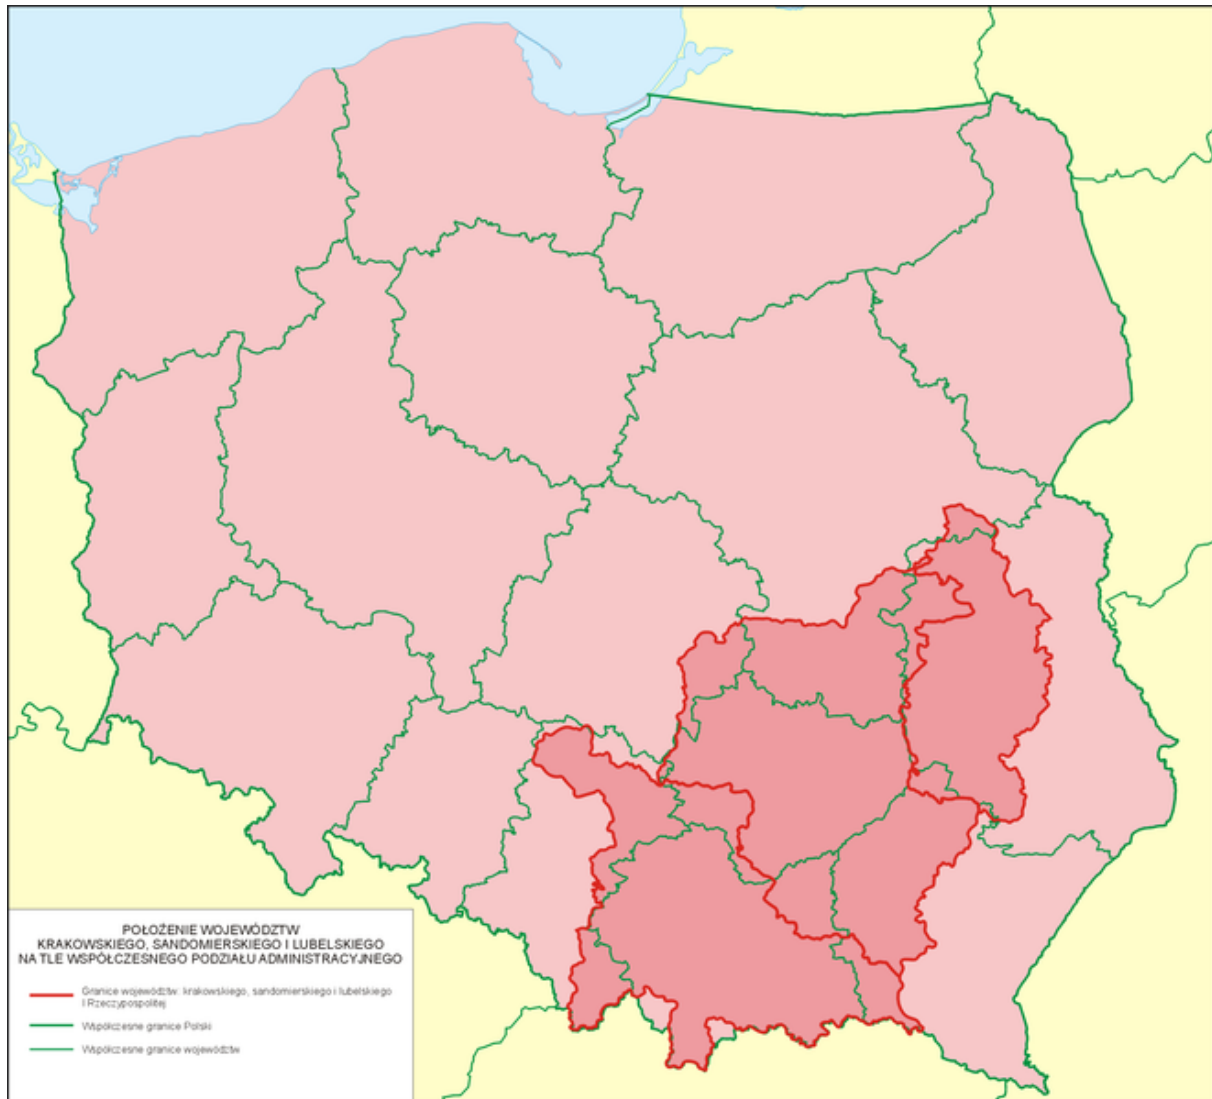 POŁOŻENIE WOJEWÓDZTW
KRAKOWSKIEGO, SANDOMIERSKIEGO I LUBELSKIEGO
NA TLE WSPÓŁCZESNEGO PODZIAŁU ADMINISTRACYJNEGO
Granice województw: krakowskiego, sandomierskiego i lubelskiego
I Rzeczypospolitej
Współczesne granice Polski
Współczesne granice województw